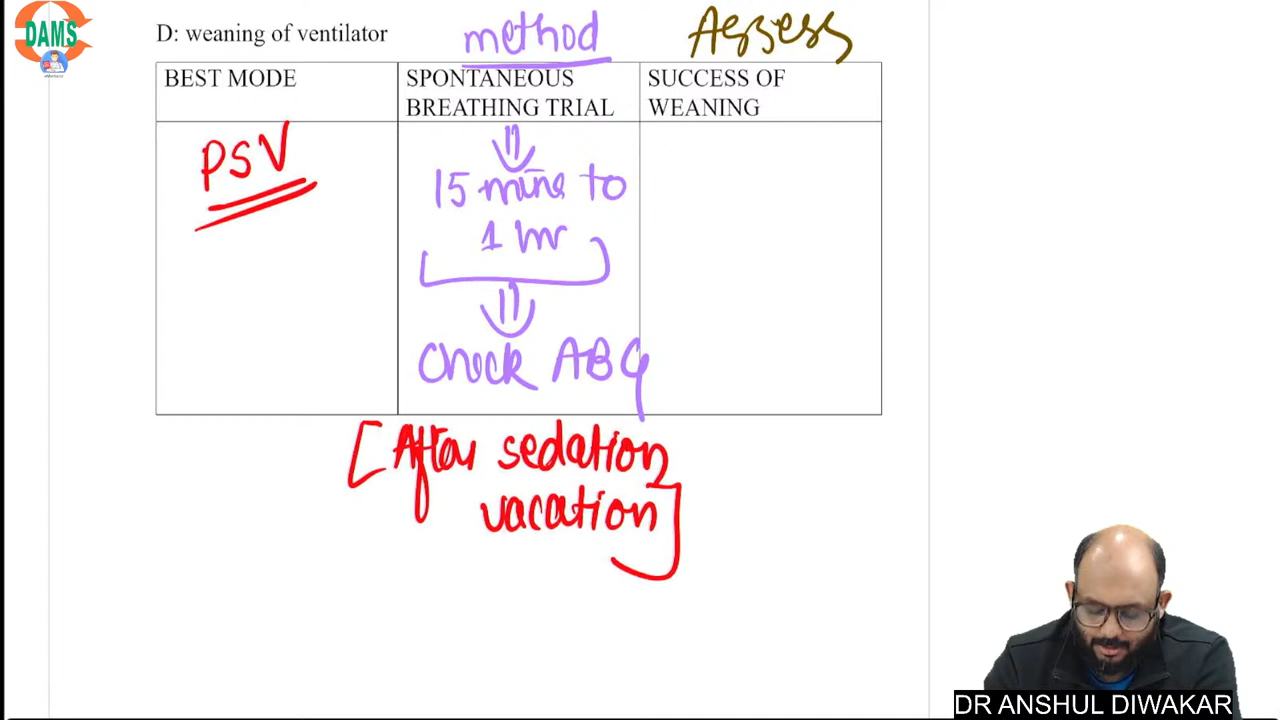 DAMS
D: weaning of ventilator
method
Assess
BEST MODE
SPONTANEOUS
BREATHING TRIAL
SUCCESS OF
WEANING
PSV
15 mins to
1 hr
Check ABG
[After sedation
vacation]
DR ANSHUL DIWAKAR